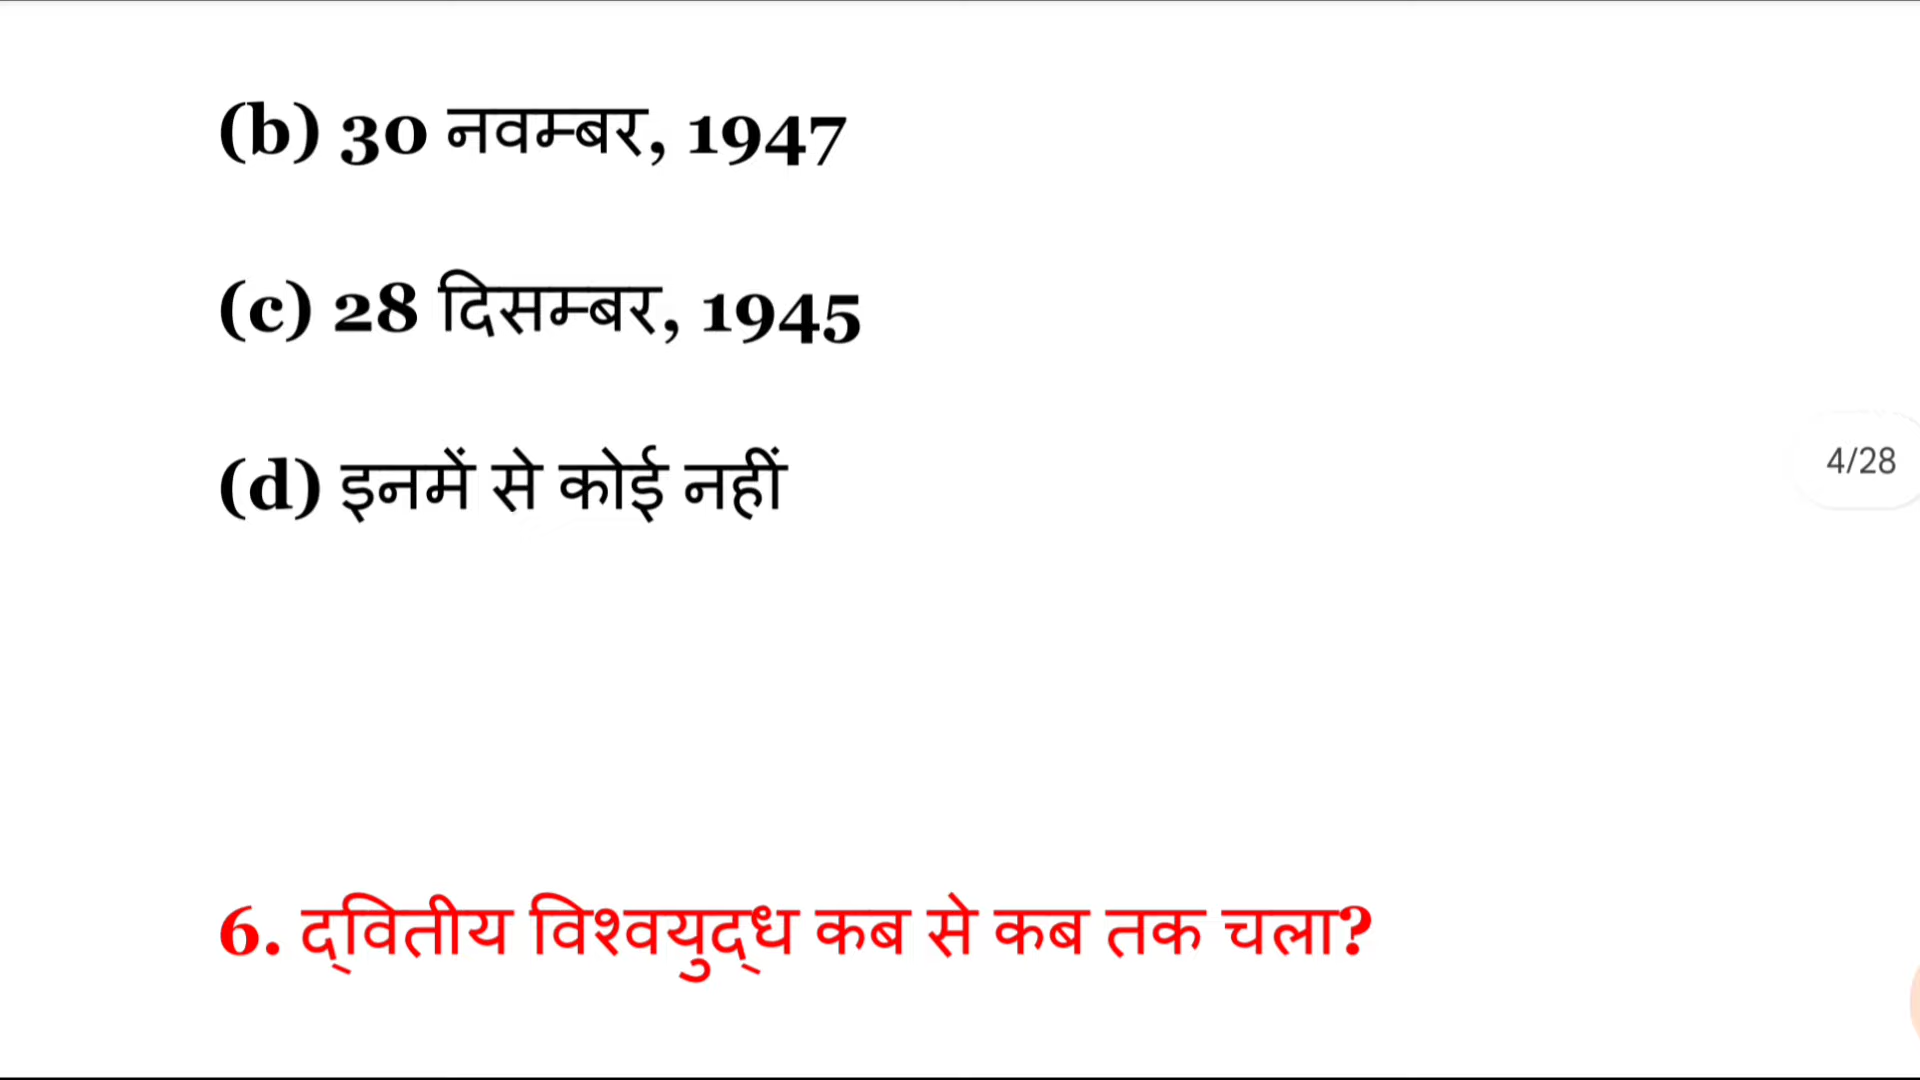 (b) 30 नवम्बर, 1947
(c) 28 दिसम्बर, 1945
(d) इनमें से कोई नहीं
4/28
6. द्वितीय विश्वयुद्ध कब से कब तक चला?